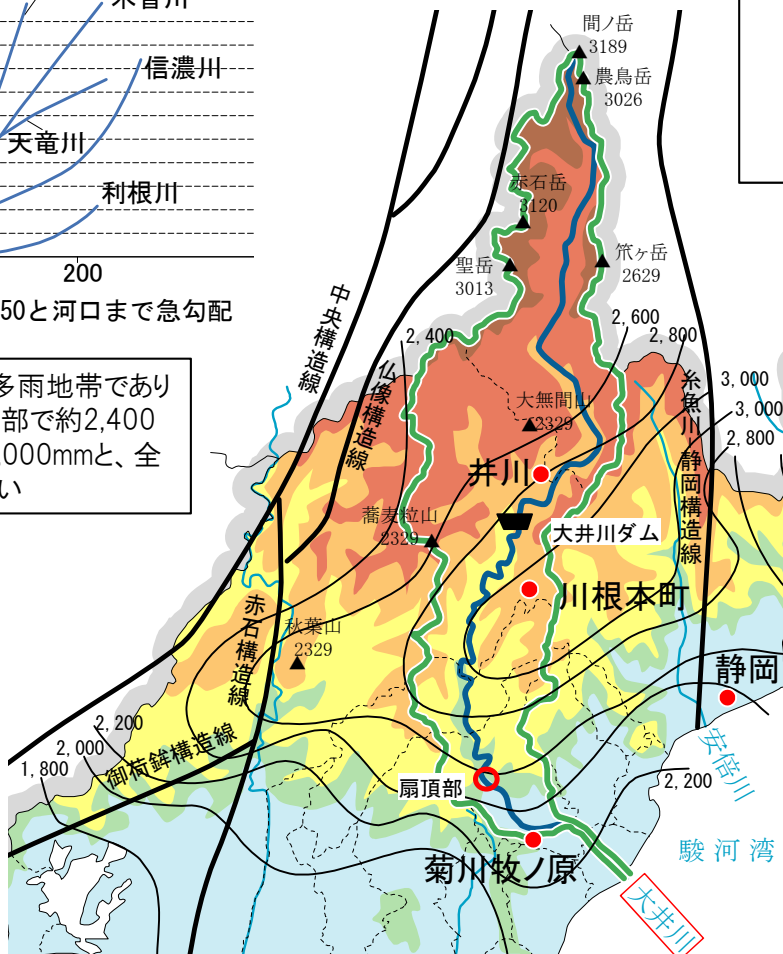 木曽川
信濃川
天竜川
利根川
200
50と河口まで急勾配
多雨地帯であり
部で約2,400
,000mmと、全
い
間ノ岳
3189
農鳥岳
3026
赤石岳
3120
聖岳
3013
笊ヶ岳
2629
中央構造線
仏像構造線
2,400
2,600
2,800
3,000
3,000
2,800
糸魚川
静岡構造線
大無間山
2329
井川
蕎麦粒山
2329
大井川ダム
川根本町
赤石構造線
秋葉山
2329
静岡
2,200
2,000
1,800
御荷鉾構造線
扇頂部
安倍川
2,200
菊川牧ノ原
駿河湾
大井川